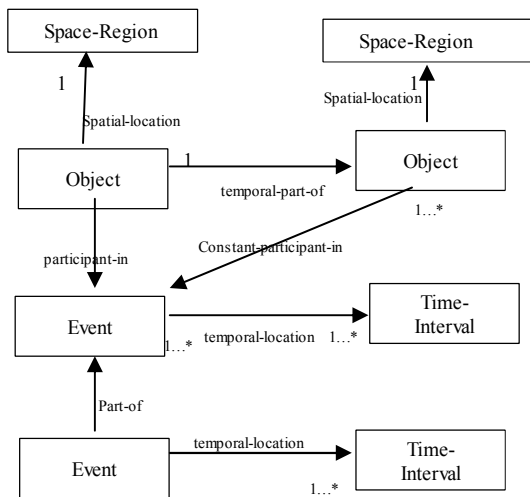 Space-Region
Space-Region
1
1
Spatial-location
Spatial-location
Object
1
Object
temporal-part-of
1...*
participant-in
Constant-participant-in
Event
1...*
temporal-location
1...*
Time-
Interval
Part-of
Event
temporal-location
1...*
Time-
Interval